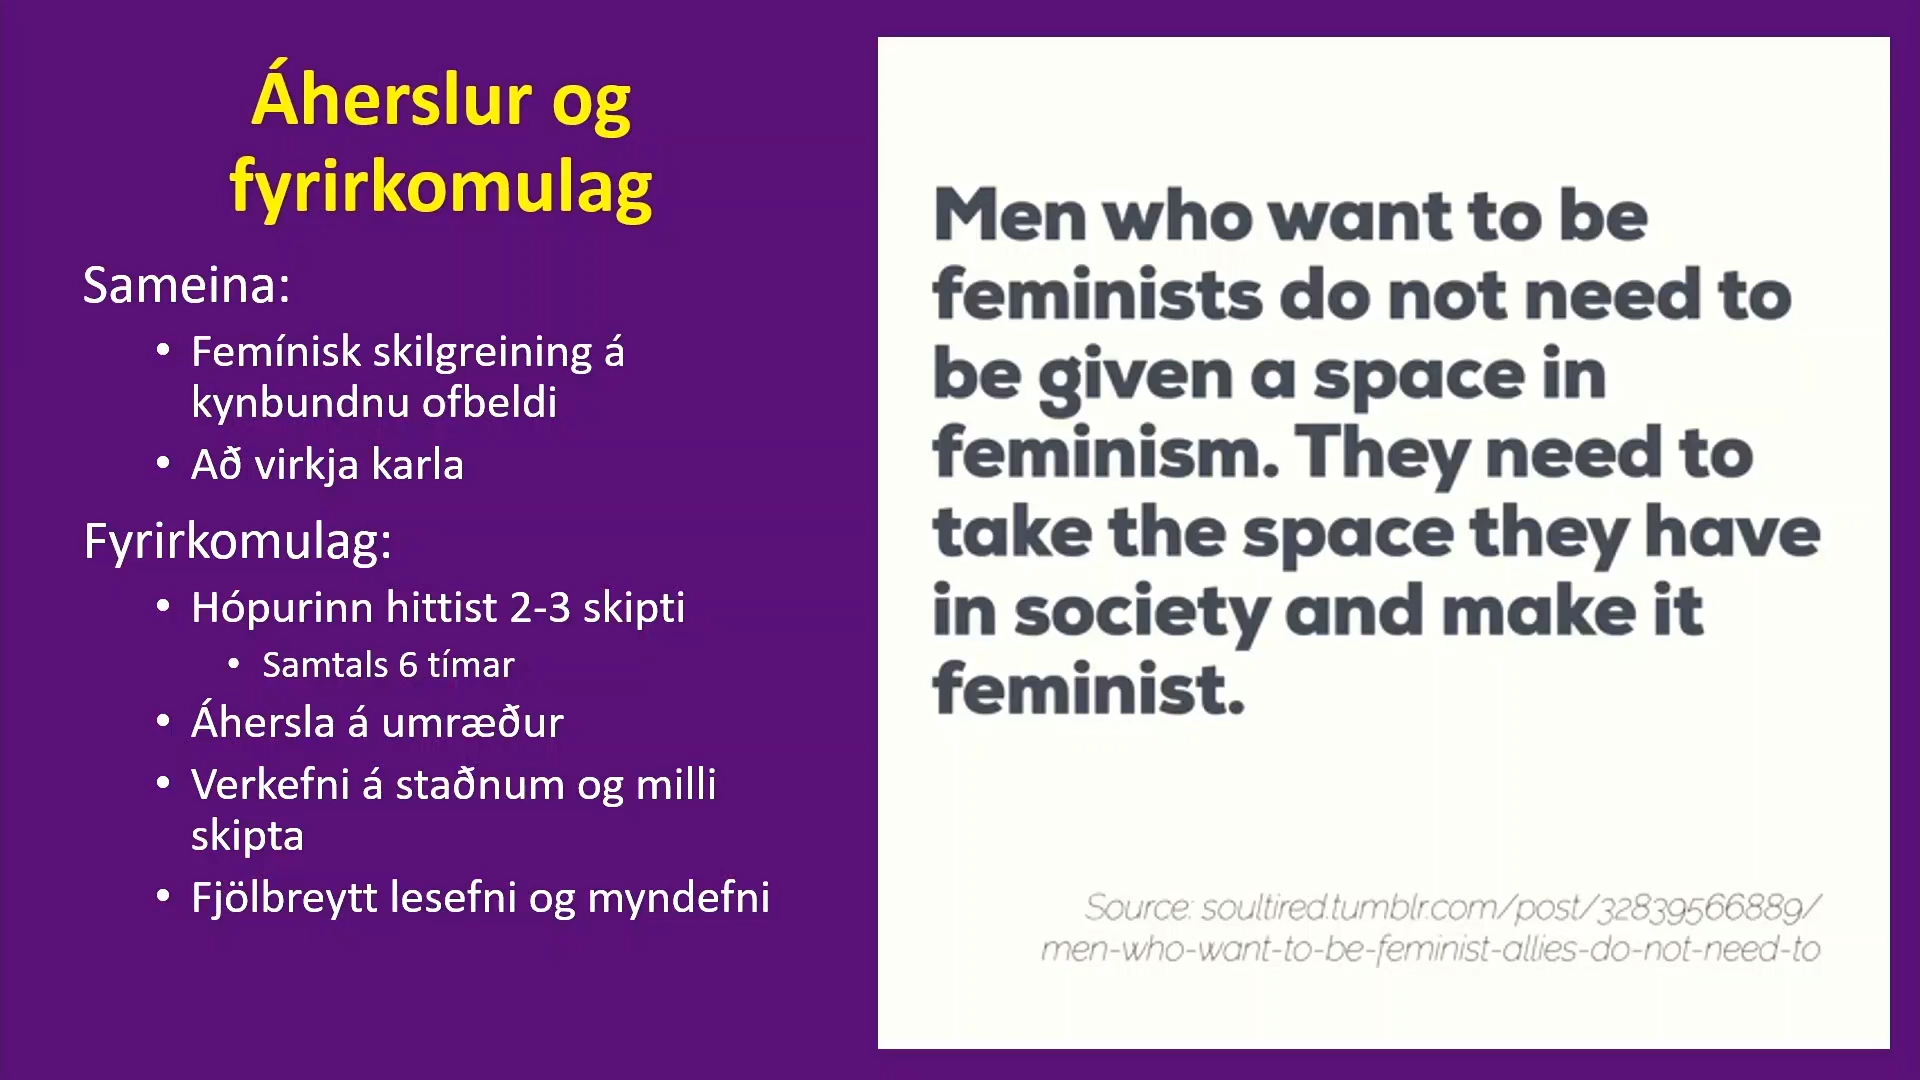 Áherslur og
fyrirkomulag
Sameina:
• Femínisk skilgreining á
kynbundnu ofbeldi
• Að virkja karla
Fyrirkomulag:
• Hópurinn hittist 2-3 skipti
• Samtals 6 tímar
• Áhersla á umræður
• Verkefni á staðnum og milli
skipta
• Fjölbreytt lesefni og myndefni
Men who want to be
feminists do not need to
be given a space in
feminism. They need to
take the space they have
in society and make it
feminist.
Source: soultired.tumblr.com/post/32839566889/
men-who-want-to-be-feminist-allies-do-not-need-to